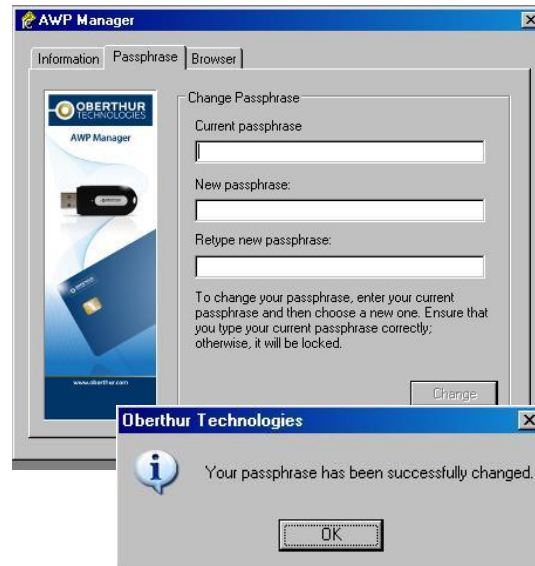 AWP Manager
Information
Passphrase
Browser
OBERTHUR
TECHNOLOGIES
AWP Manager
www.oberthur.com
Change Passphrase
Current passphrase
New passphrase:
Retype new passphrase:
To change your passphrase, enter your current
passphrase and then choose a new one. Ensure that
you type your current passphrase correctly;
otherwise, it will be locked.
Change
Oberthur Technologies
Your passphrase has been successfully changed.
OK